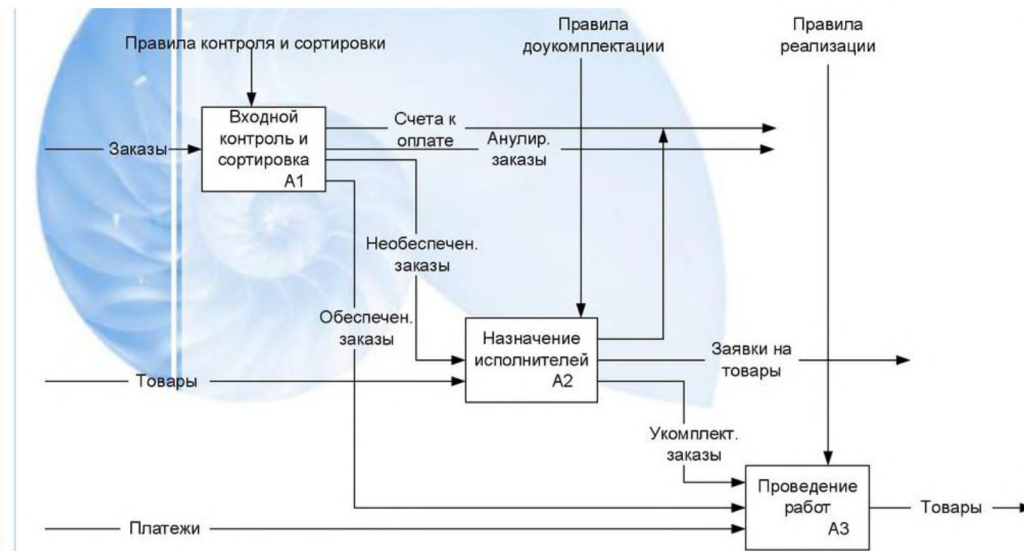 Правила контроля и сортировки
Правила
доукомплектации
Правила
реализации
Входной
контроль и
сортировка
А1
Заказы
Счета к
оплате
Анулир.
заказы
Необеспечен.
заказы
Обеспечен.
заказы
Назначение
исполнителей
А2
Заявки на
товары
Товары
Укомплект.
заказы
Проведение
работ
А3
Товары
Платежи